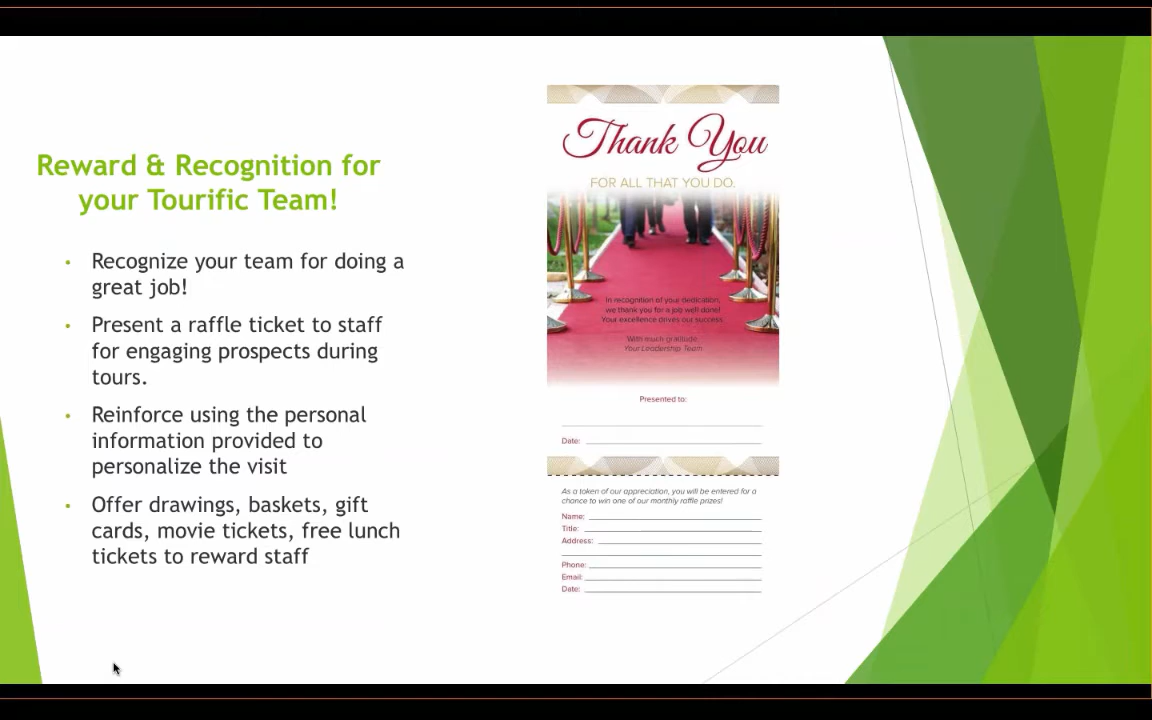 Reward & Recognition for
your Tourific Team!
• Recognize your team for doing a
great job!
• Present a raffle ticket to staff
for engaging prospects during
tours.
• Reinforce using the personal
information provided to
personalize the visit
• Offer drawings, baskets, gift
cards, movie tickets, free lunch
tickets to reward staff
Thank You
FOR ALL THAT YOU DO.
In recognition of your dedication,
we thank you for a job well done!
Your excellence drives our success.
With much gratitude,
Your Leadership Team
Presented to:
Date:
As a token of our appreciation, you will be entered for a
chance to win one of our monthly raffle prizes!
Name:
Title:
Address:
Phone:
Email:
Date: